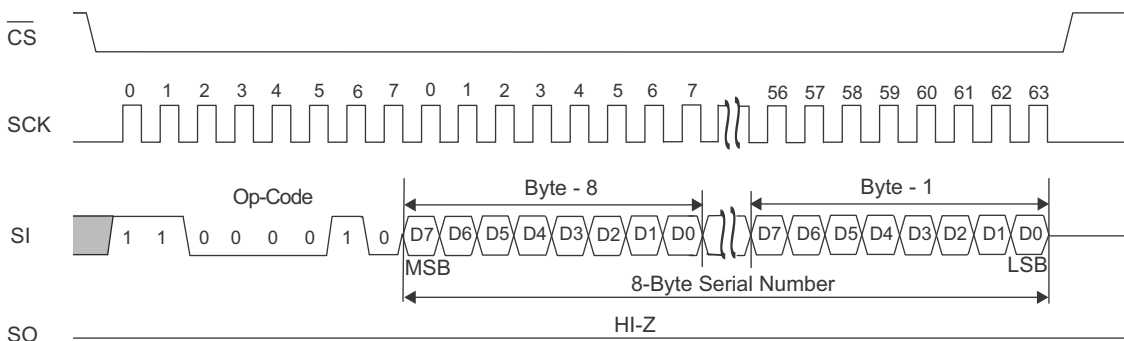 CS
0 1 2 3 4 5 6 7 0 1 2 3 4 5 6 7 56 57 58 59 60 61 62 63
SCK
Op-Code Byte - 8 Byte - 1
SI 1 1 0 0 0 0 1 0 D7 D6 D5 D4 D3 D2 D1 D0 D7 D6 D5 D4 D3 D2 D1 D0
MSB LSB
8-Byte Serial Number
HI-Z
SO